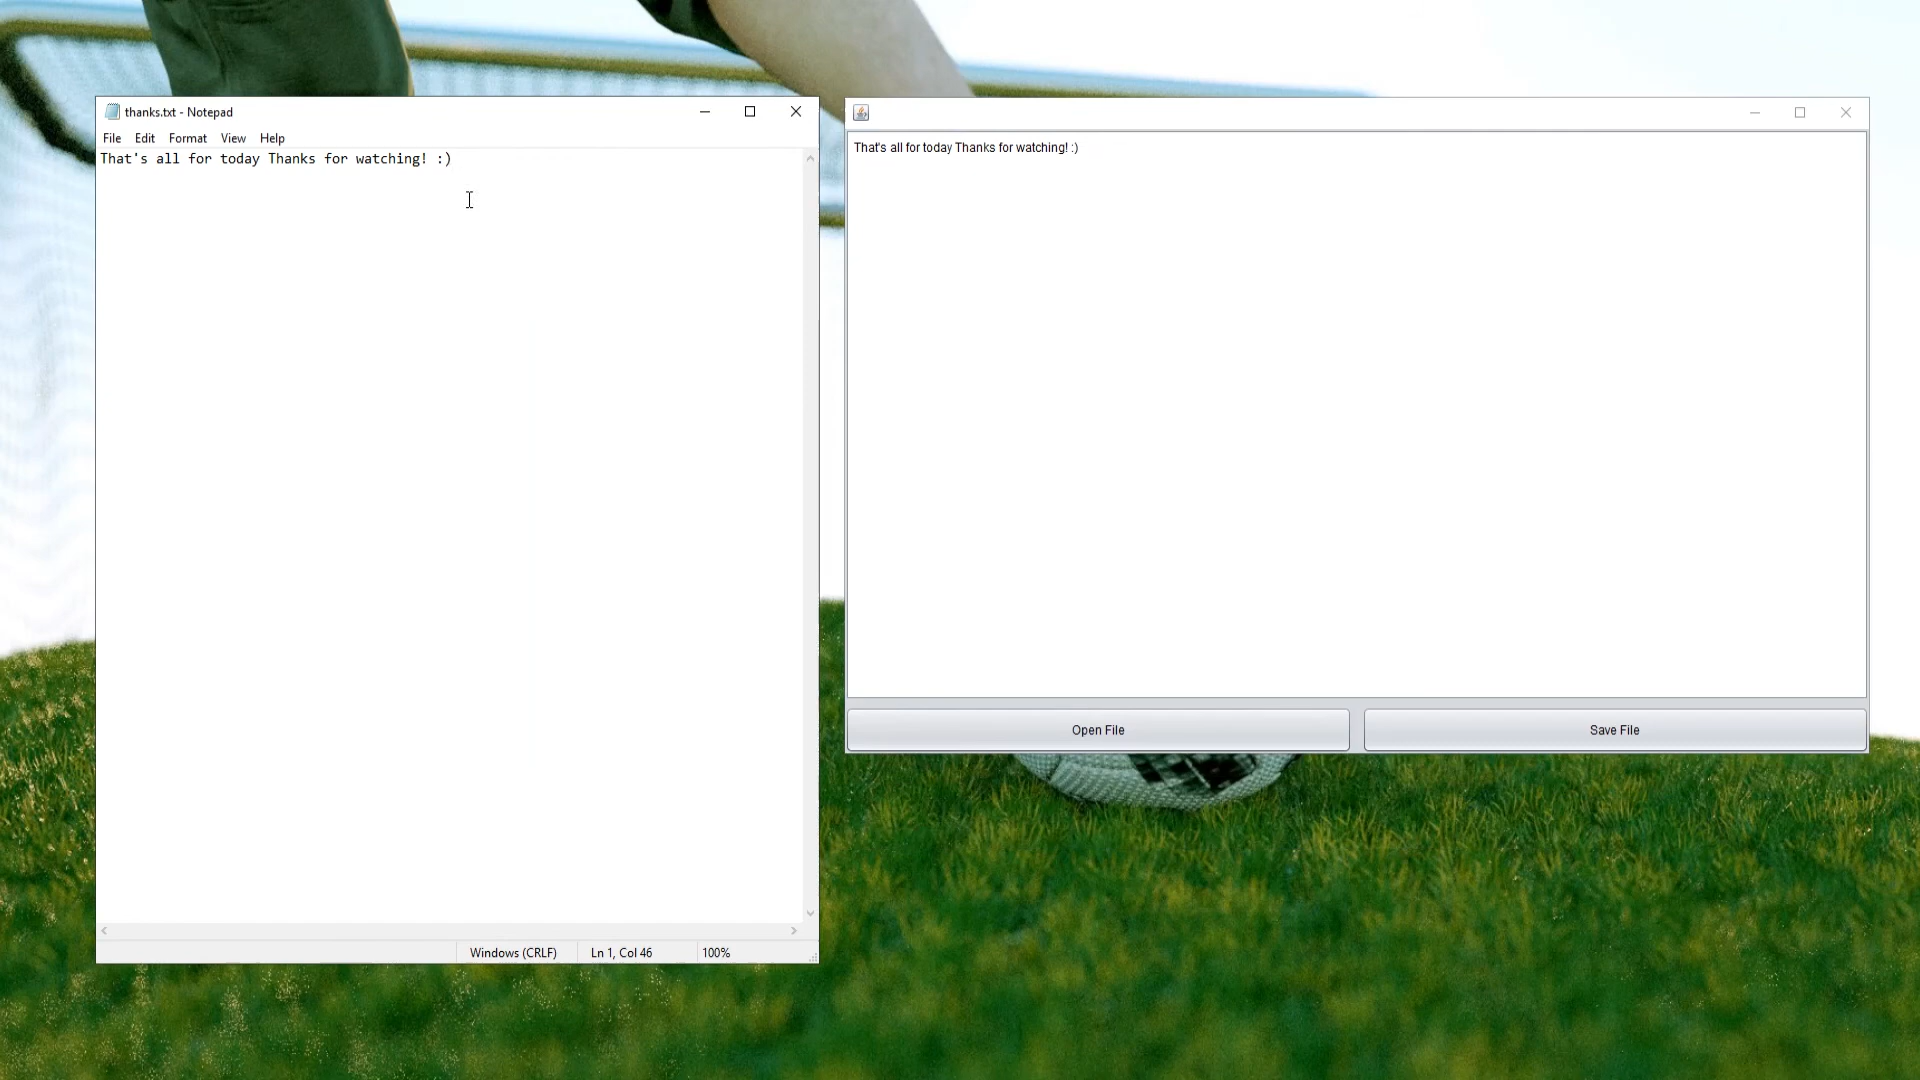 thanks.txt - Notepad
File Edit Format View Help
That's all for today Thanks for watching! :)
Windows (CRLF) Ln 1, Col 46 100%
That's all for today Thanks for watching! :)
Open File Save File